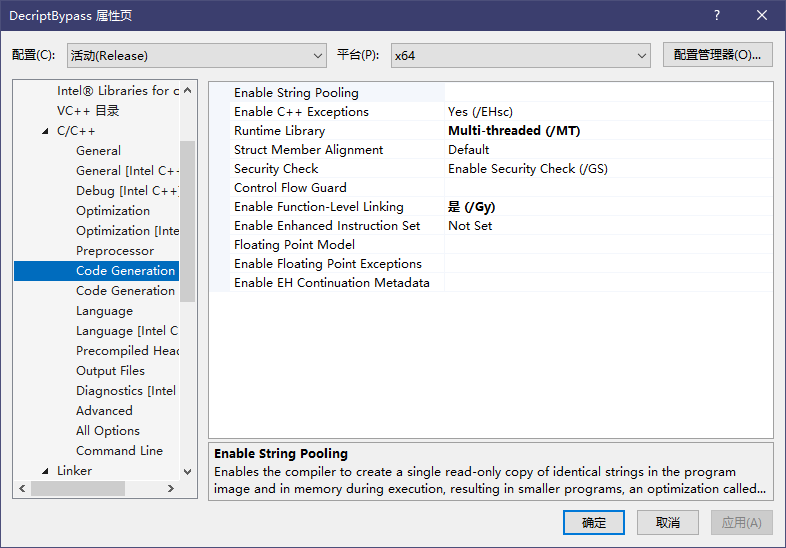 DecriptBypass 属性页
配置(C): 活动(Release) 平台(P): x64 配置管理器(O)...
Intel® Libraries for c
VC++ 目录
C/C++
General
General [Intel C++
Debug [Intel C++]
Optimization
Optimization [Inte
Preprocessor
Code Generation
Code Generation
Language
Language [Intel C
Precompiled Head
Output Files
Diagnostics [Intel
Advanced
All Options
Command Line
Linker
Enable String Pooling
Enable C++ Exceptions Yes (/EHsc)
Runtime Library Multi-threaded (/MT)
Struct Member Alignment Default
Security Check Enable Security Check (/GS)
Control Flow Guard
Enable Function-Level Linking 是 (/Gy)
Enable Enhanced Instruction Set Not Set
Floating Point Model
Enable Floating Point Exceptions
Enable EH Continuation Metadata
Enable String Pooling
Enables the compiler to create a single read-only copy of identical strings in the program
image and in memory during execution, resulting in smaller programs, an optimization called...
确定 取消 应用(A)